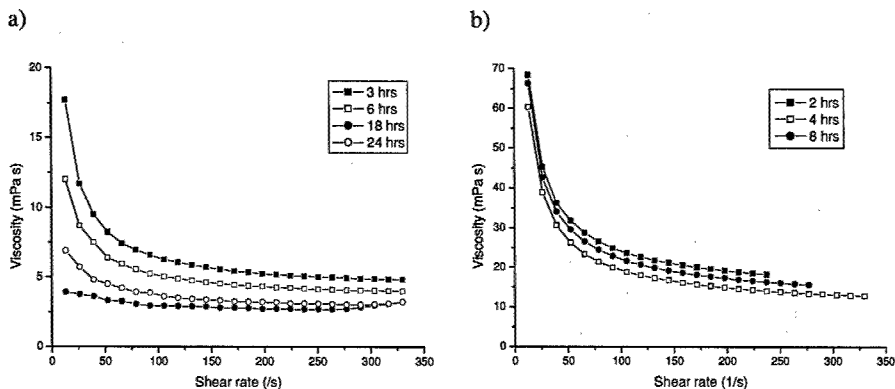 a)
20
15
10
5
0
Viscosity (mPa s)
0 50 100 150 200 250 300 350
Shear rate (/s)
3 hrs
6 hrs
18 hrs
24 hrs
b)
70
60
50
40
30
20
10
0
Viscosity (mPa s)
0 50 100 150 200 250 300 350
Shear rate (1/s)
2 hrs
4 hrs
8 hrs